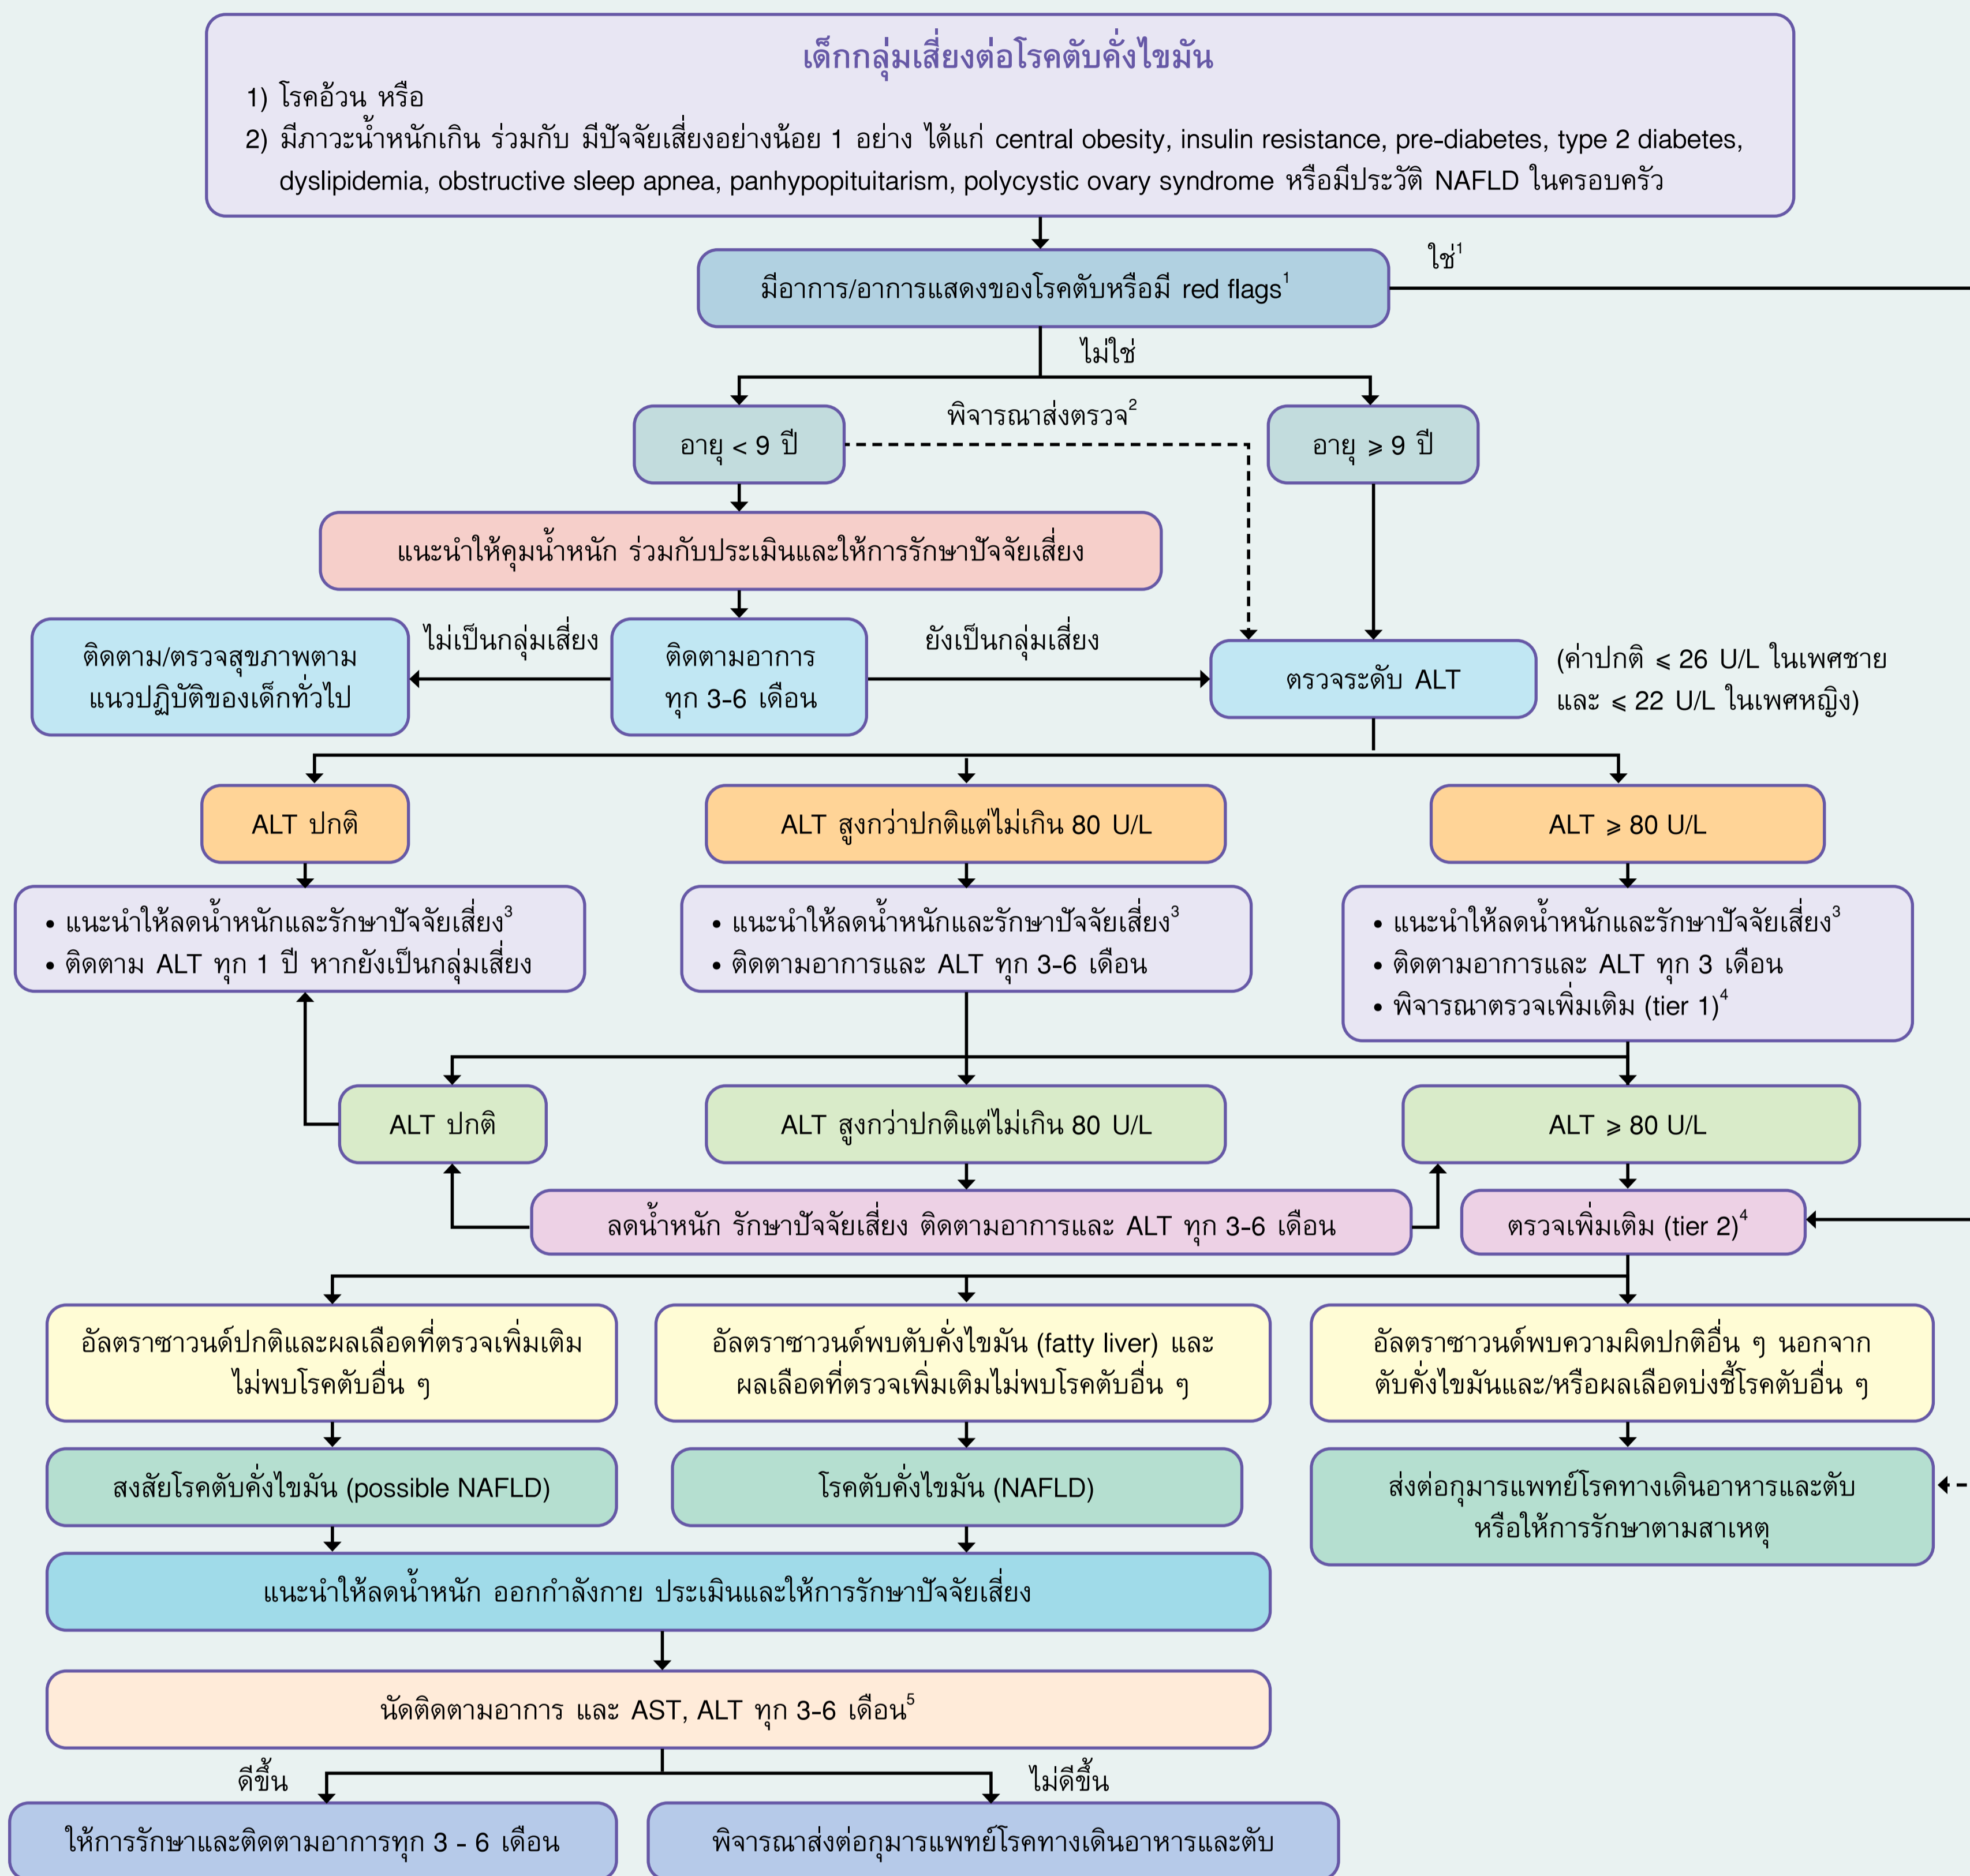 เด็กกลุ่มเสี่ยงต่อโรคตับคั่งไขมัน
1) โรคอ้วน หรือ
2) มีภาวะน้ำหนักเกิน ร่วมกับ มีปัจจัยเสี่ยงอย่างน้อย 1 อย่าง ได้แก่ central obesity, insulin resistance, pre-diabetes, type 2 diabetes,
dyslipidemia, obstructive sleep apnea, panhypopituitarism, polycystic ovary syndrome หรือมีประวัติ NAFLD ในครอบครัว
ใช่¹
มีอาการ/อาการแสดงของโรคตับหรือมี red flags¹
ไม่ใช่
พิจารณาส่งตรวจ²
อายุ < 9 ปี
อายุ ⩾ 9 ปี
แนะนำให้คุมน้ำหนัก ร่วมกับประเมินและให้การรักษาปัจจัยเสี่ยง
ติดตาม/ตรวจสุขภาพตาม
แนวปฏิบัติของเด็กทั่วไป
ไม่เป็นกลุ่มเสี่ยง
ติดตามอาการ
ทุก 3-6 เดือน
ยังเป็นกลุ่มเสี่ยง
ตรวจระดับ ALT
(ค่าปกติ ⩽ 26 U/L ในเพศชาย
และ ⩽ 22 U/L ในเพศหญิง)
ALT ปกติ
ALT สูงกว่าปกติแต่ไม่เกิน 80 U/L
ALT ⩾ 80 U/L
• แนะนำให้ลดน้ำหนักและรักษาปัจจัยเสี่ยง³
• ติดตาม ALT ทุก 1 ปี หากยังเป็นกลุ่มเสี่ยง
• แนะนำให้ลดน้ำหนักและรักษาปัจจัยเสี่ยง³
• ติดตามอาการและ ALT ทุก 3-6 เดือน
• แนะนำให้ลดน้ำหนักและรักษาปัจจัยเสี่ยง³
• ติดตามอาการและ ALT ทุก 3 เดือน
• พิจารณาตรวจเพิ่มเติม (tier 1)⁴
ALT ปกติ
ALT สูงกว่าปกติแต่ไม่เกิน 80 U/L
ALT ⩾ 80 U/L
ลดน้ำหนัก รักษาปัจจัยเสี่ยง ติดตามอาการและ ALT ทุก 3-6 เดือน
ตรวจเพิ่มเติม (tier 2)⁴
อัลตราซาวนด์ปกติและผลเลือดที่ตรวจเพิ่มเติม
ไม่พบโรคตับอื่น ๆ
อัลตราซาวนด์พบตับคั่งไขมัน (fatty liver) และ
ผลเลือดที่ตรวจเพิ่มเติมไม่พบโรคตับอื่น ๆ
อัลตราซาวนด์พบความผิดปกติอื่น ๆ นอกจาก
ตับคั่งไขมันและ/หรือผลเลือดบ่งชี้โรคตับอื่น ๆ
สงสัยโรคตับคั่งไขมัน (possible NAFLD)
โรคตับคั่งไขมัน (NAFLD)
ส่งต่อกุมารแพทย์โรคทางเดินอาหารและตับ
หรือให้การรักษาตามสาเหตุ
แนะนำให้ลดน้ำหนัก ออกกำลังกาย ประเมินและให้การรักษาปัจจัยเสี่ยง
นัดติดตามอาการ และ AST, ALT ทุก 3-6 เดือน⁵
ดีขึ้น
ไม่ดีขึ้น
ให้การรักษาและติดตามอาการทุก 3 - 6 เดือน
พิจารณาส่งต่อกุมารแพทย์โรคทางเดินอาหารและตับ